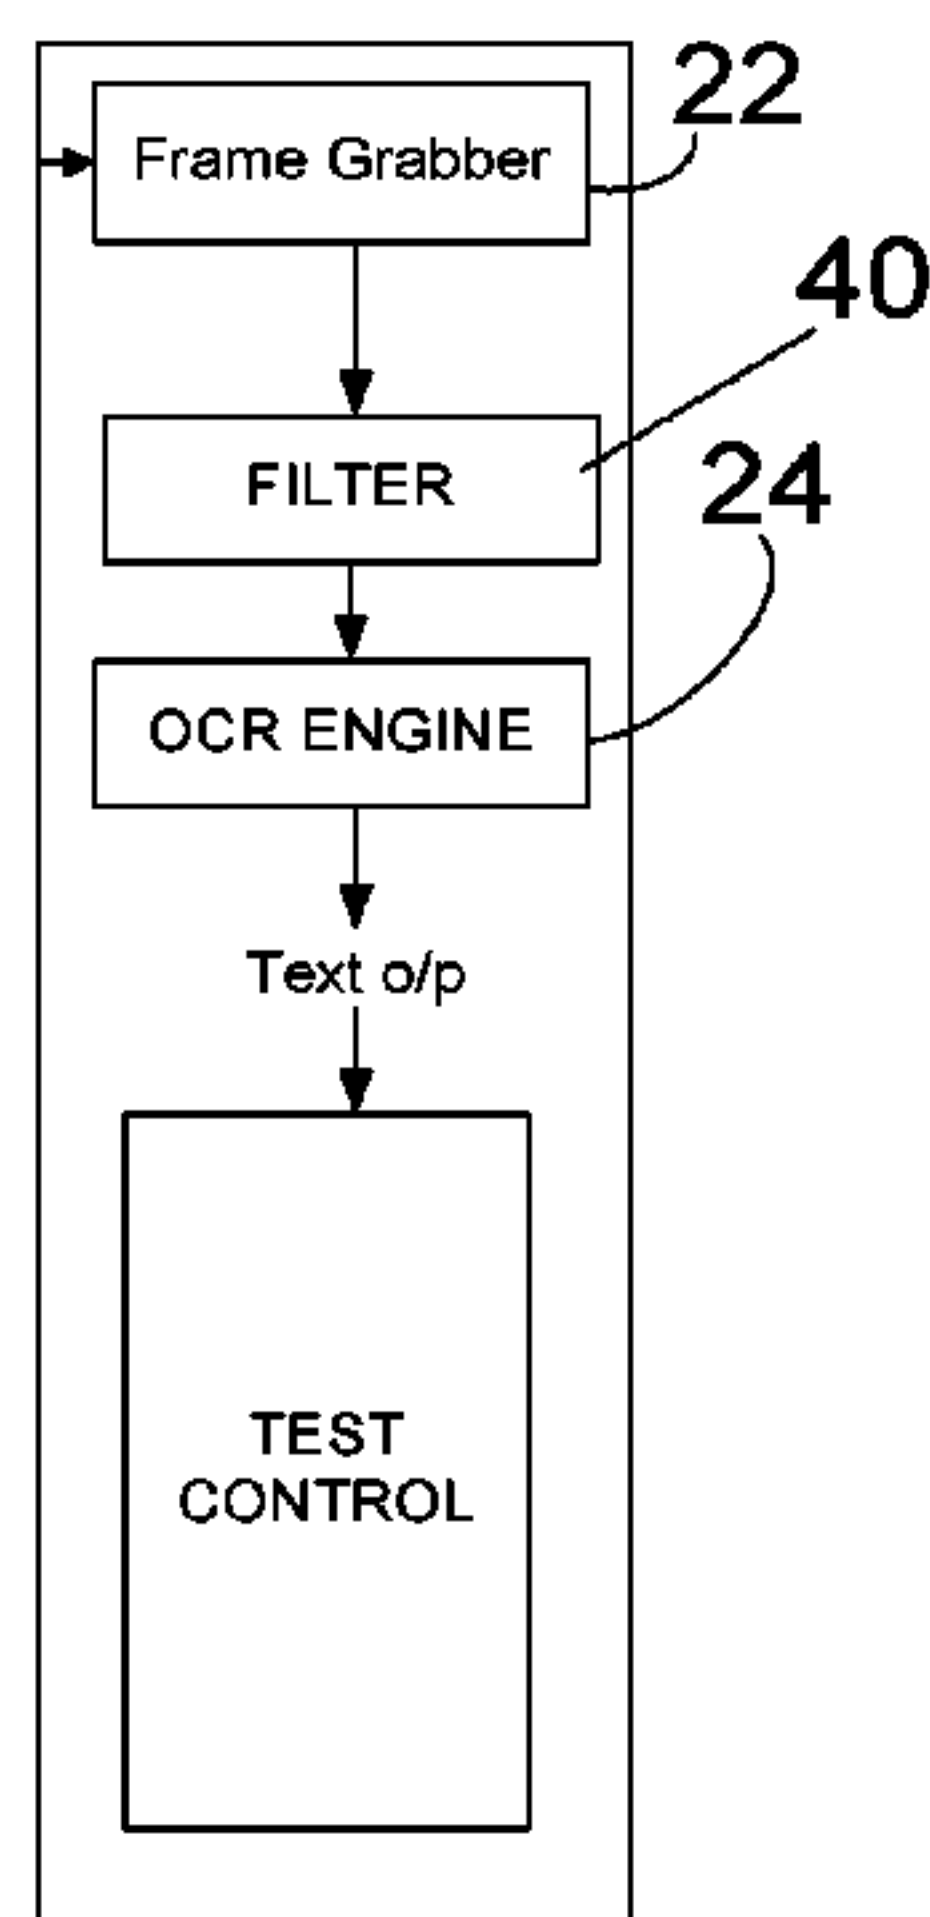 Frame Grabber
22
40
FILTER
24
OCR ENGINE
Text o/p
TEST
CONTROL